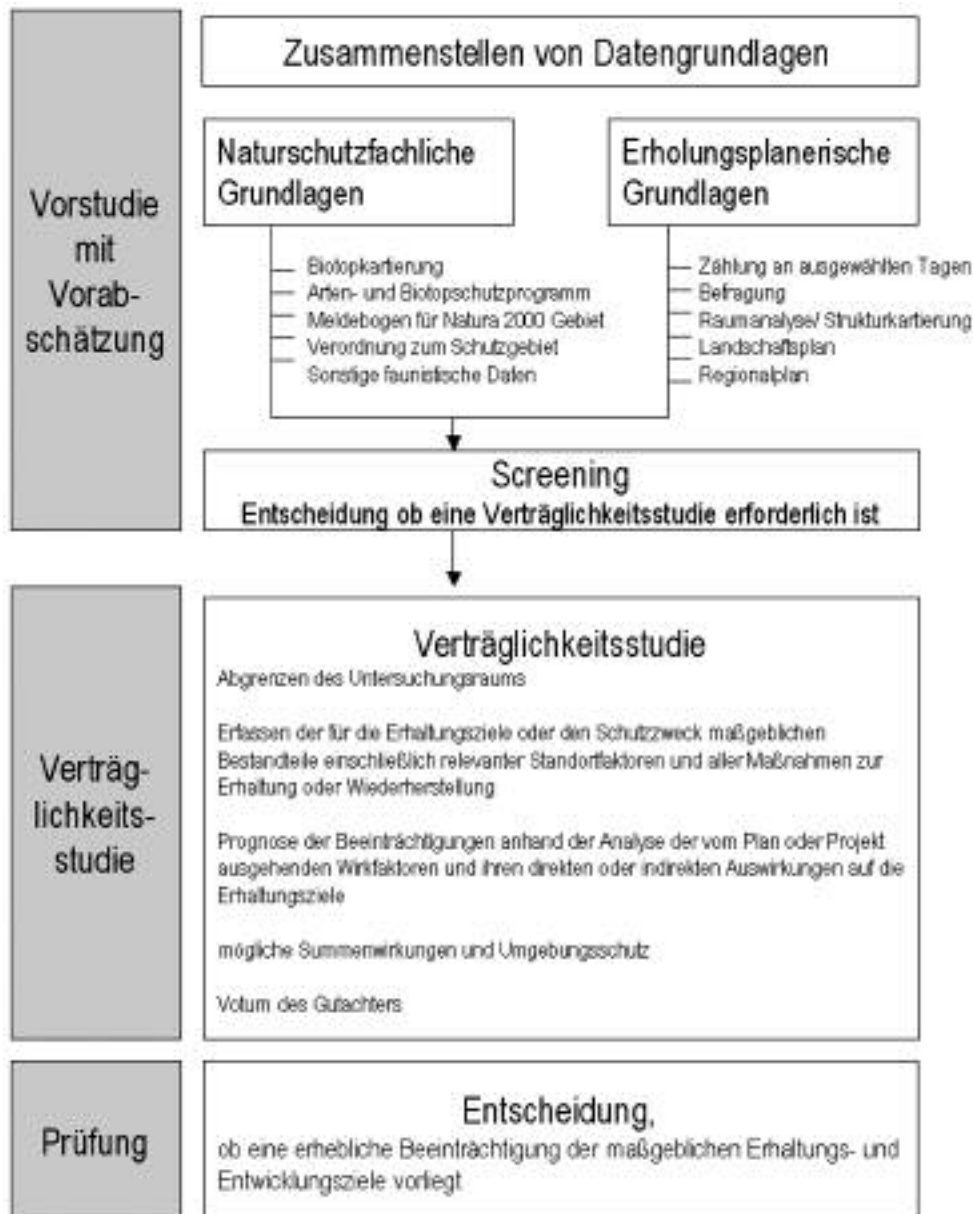 Vorstudie
mit
Vorab-
schätzung
Zusammenstellen von Datengrundlagen
Naturschutzfachliche
Grundlagen
Biotopkartierung
Arten- und Biotopschutzprogramm
Meldebogen für Natura 2000 Gebiet
Verordnung zum Schutzgebiet
Sonstige faunistische Daten
Erholungsplanerische
Grundlagen
Zählung an ausgewählten Tagen
Befragung
Raumanalyse/ Strukturkartierung
Landschaftsplan
Regionalplan
Screening
Entscheidung ob eine Verträglichkeitsstudie erforderlich ist
Verträg-
lichkeits-
studie
Verträglichkeitsstudie
Abgrenzen des Untersuchungsraums
Erfassen der für die Erhaltungsziele oder den Schutzzweck maßgeblichen
Bestandteile einschließlich relevanter Standortfaktoren und aller Maßnahmen zur
Erhaltung oder Wiederherstellung
Prognose der Beeinträchtigungen anhand der Analyse der vom Plan oder Projekt
ausgehenden Wirkfaktoren und ihren direkten oder indirekten Auswirkungen auf die
Erhaltungsziele
mögliche Summenwirkungen und Umgebungsschutz
Votum des Gutachters
Prüfung
Entscheidung,
ob eine erhebliche Beeinträchtigung der maßgeblichen Erhaltungs- und
Entwicklungsziele vorliegt